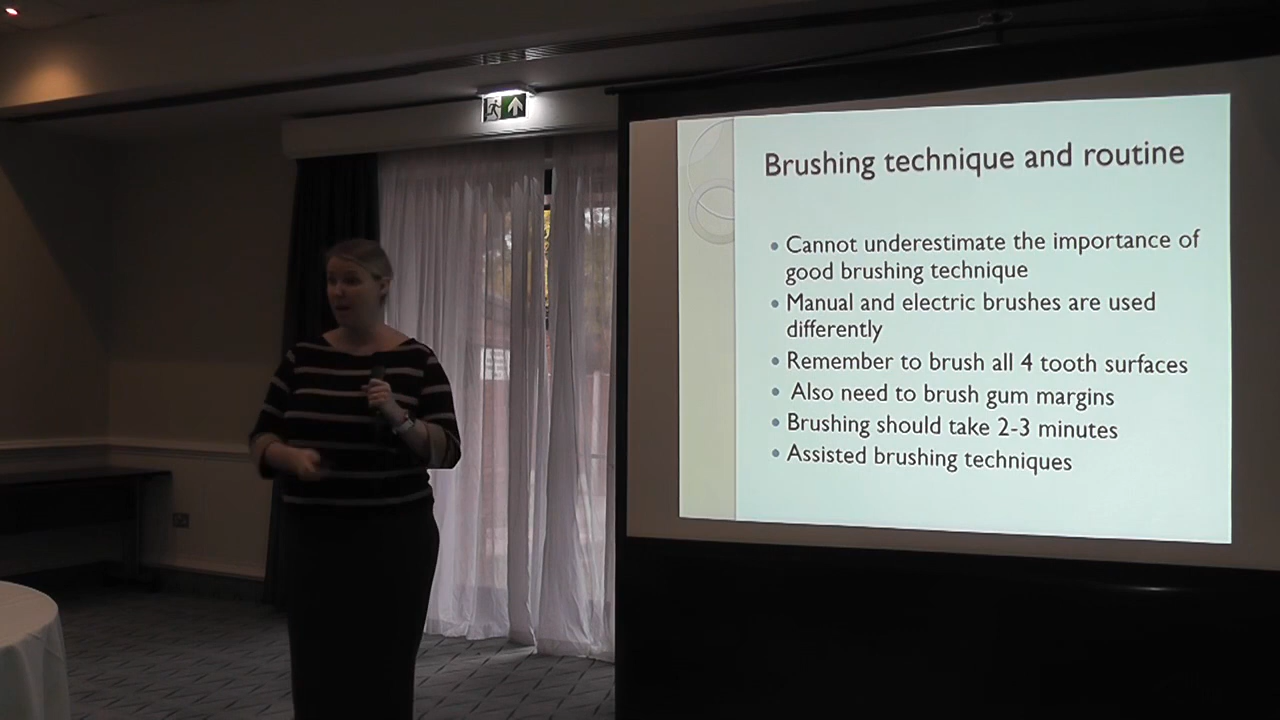 Brushing technique and routine
• Cannot underestimate the importance of
good brushing technique
• Manual and electric brushes are used
differently
• Remember to brush all 4 tooth surfaces
• Also need to brush gum margins
• Brushing should take 2-3 minutes
• Assisted brushing techniques